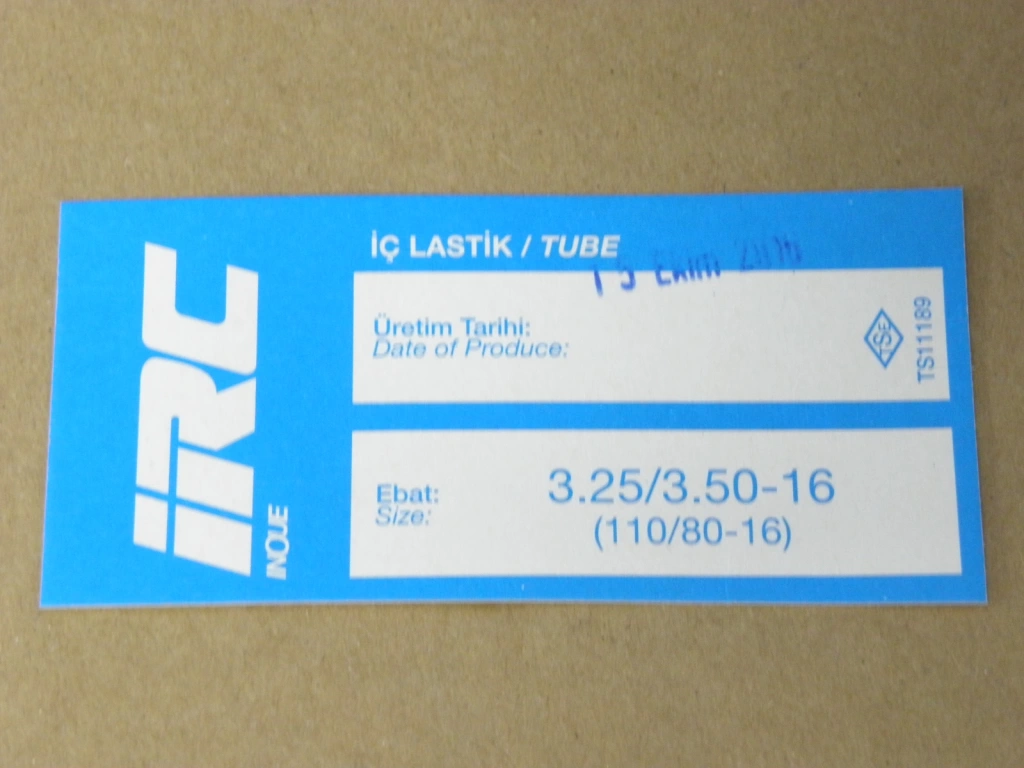 IRC
INOUE
İÇ LASTİK / TUBE
Ekim
Üretim Tarihi:
Date of Produce:
TSE
TS11189
Ebat:
Size:
3.25/3.50-16
(110/80-16)